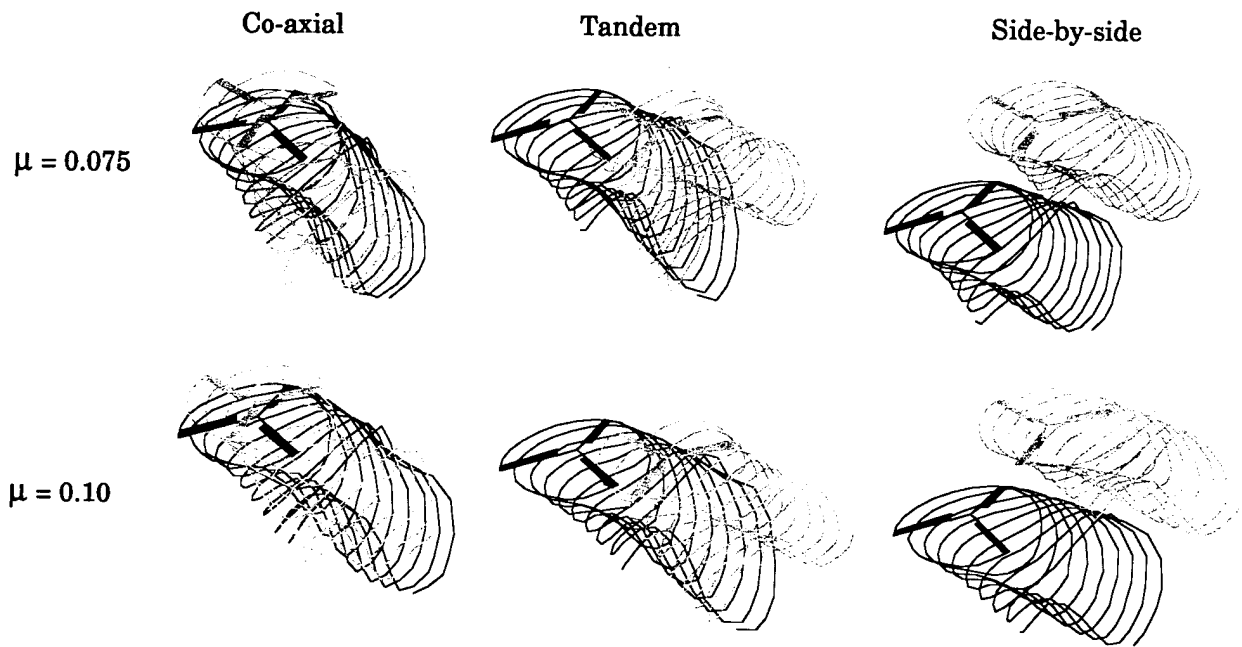 Co-axial
Tandem
Side-by-side
μ = 0.075
μ = 0.10